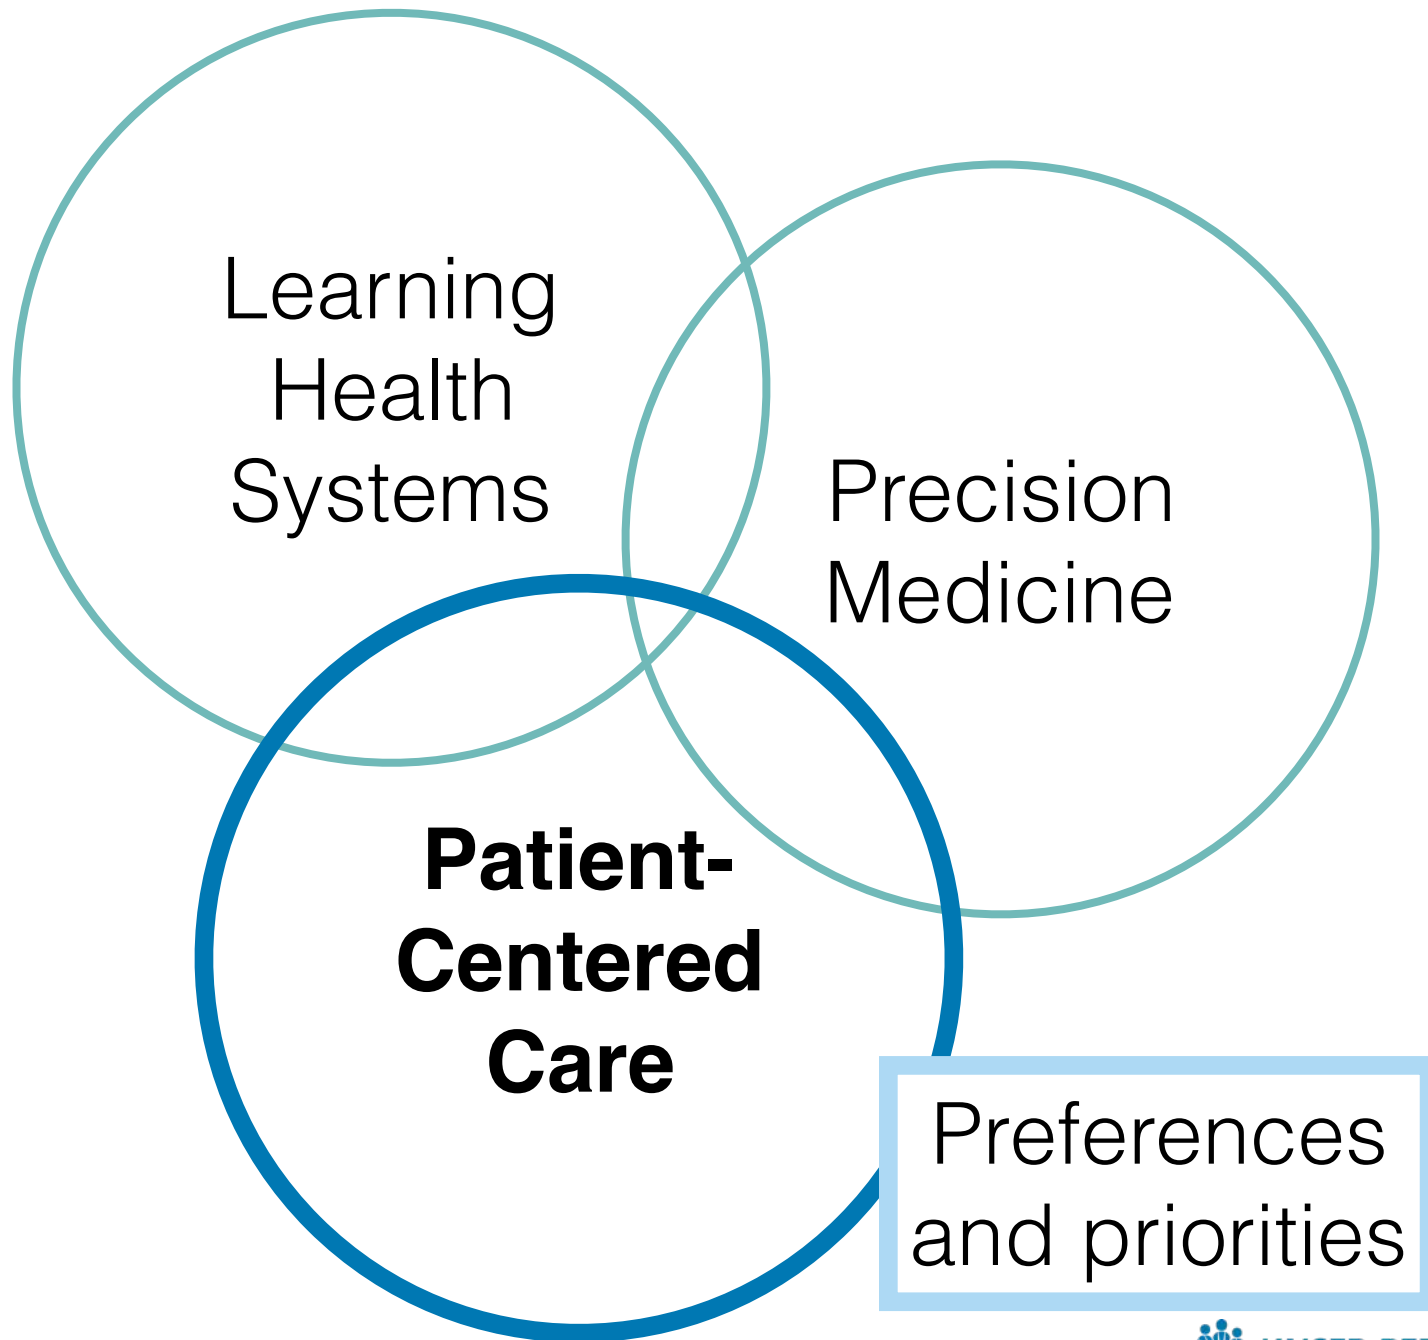 Learning
Health
Systems
Precision
Medicine
Patient-
Centered
Care
Preferences
and priorities